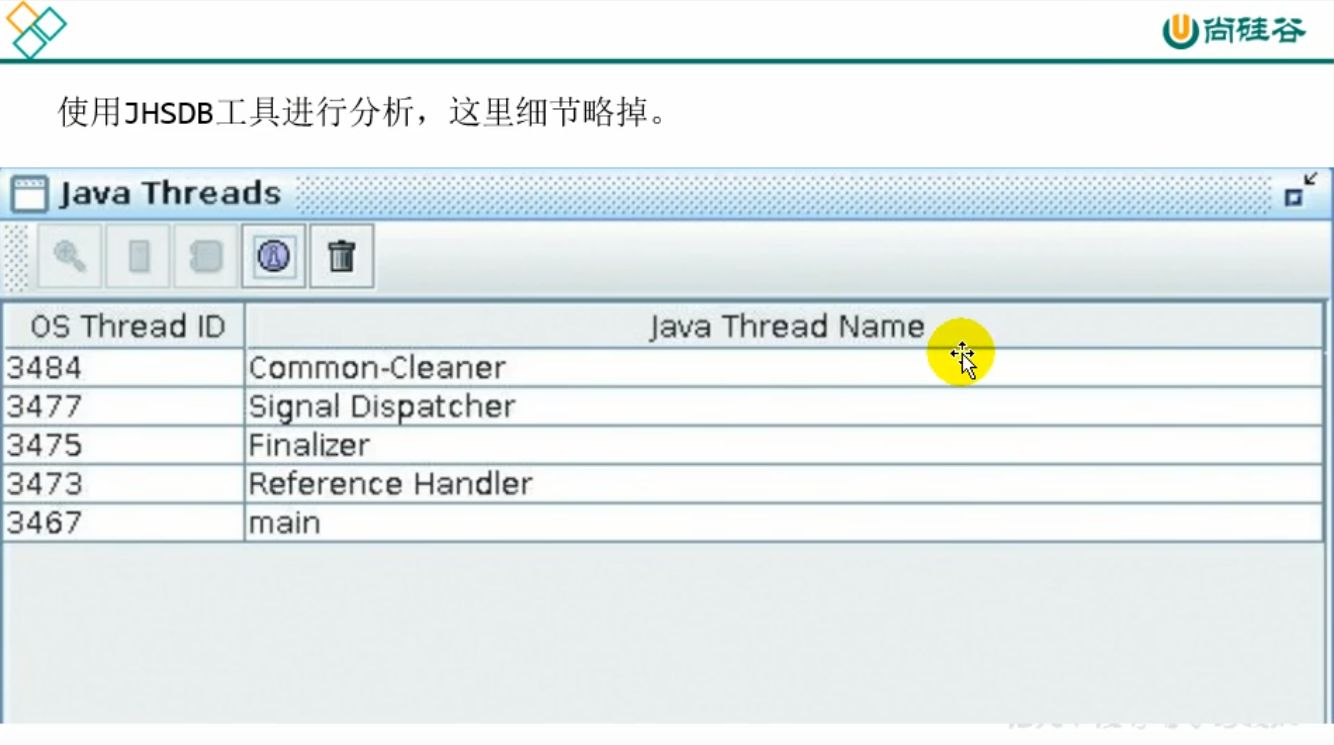 尚硅谷
使用JHSDB工具进行分析，这里细节略掉。
Java Threads
OS Thread ID Java Thread Name
3484 Common-Cleaner
3477 Signal Dispatcher
3475 Finalizer
3473 Reference Handler
3467 main